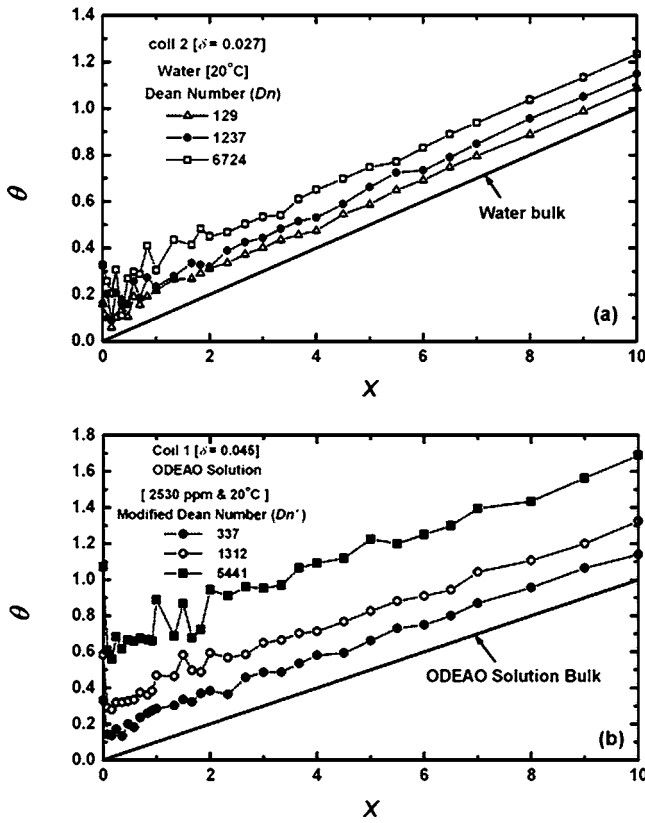 1.4
1.2
1.0
0.8
0.6
0.4
0.2
0.0
θ
coil 2 [δ = 0.027]
Water [20°C]
Dean Number (Dn)
129
1237
6724
Water bulk
(a)
0 2 4 6 8 10
X
1.8
1.6
1.4
1.2
1.0
0.8
0.6
0.4
0.2
0.0
θ
Coil 1 [δ = 0.045]
ODEAO Solution
[ 2530 ppm & 20°C]
Modified Dean Number (Dn')
337
1312
5441
ODEAO Solution Bulk
(b)
0 2 4 6 8 10
X